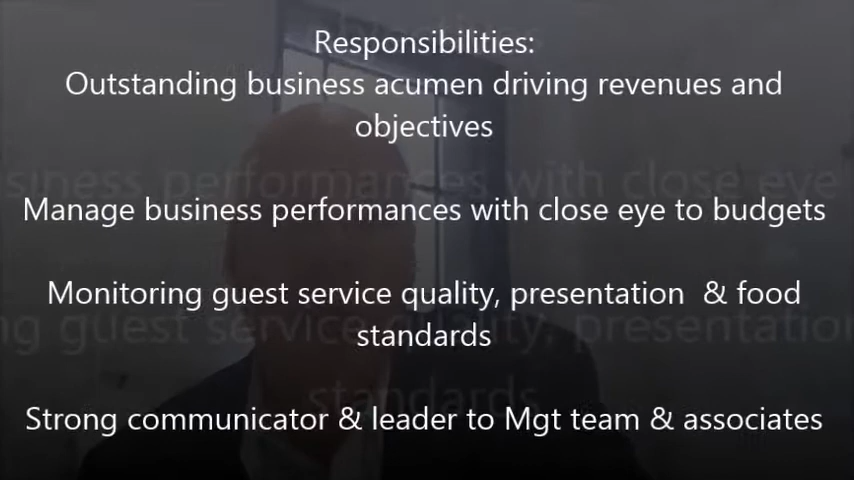 Responsibilities:
Outstanding business acumen driving revenues and
objectives
Manage business performances with close eye to budgets
Monitoring guest service quality, presentation  & food
standards
Strong communicator & leader to Mgt team & associates